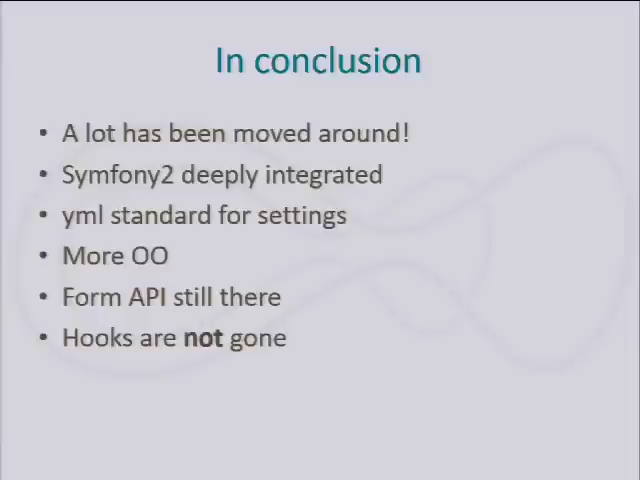 In conclusion
• A lot has been moved around!
• Symfony2 deeply integrated
• yml standard for settings
• More OO
• Form API still there
• Hooks are not gone